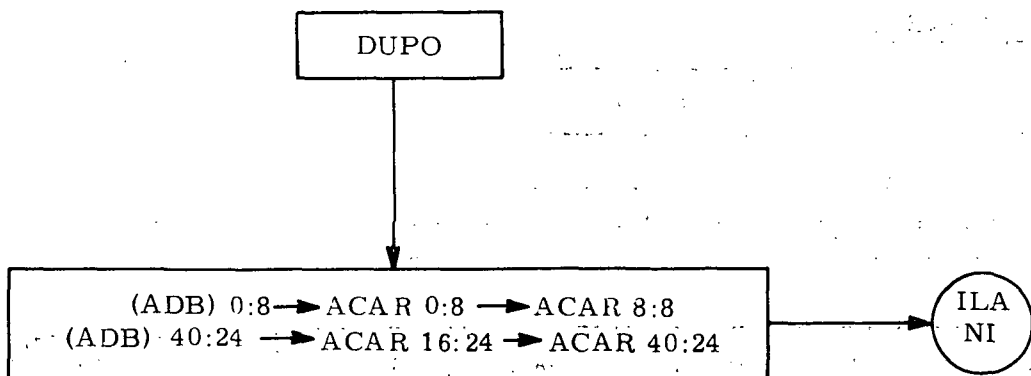 DUPO
(ADB) 0:8 → ACAR 0:8 → ACAR 8:8
(ADB) 40:24 → ACAR 16:24 → ACAR 40:24
ILA
NI